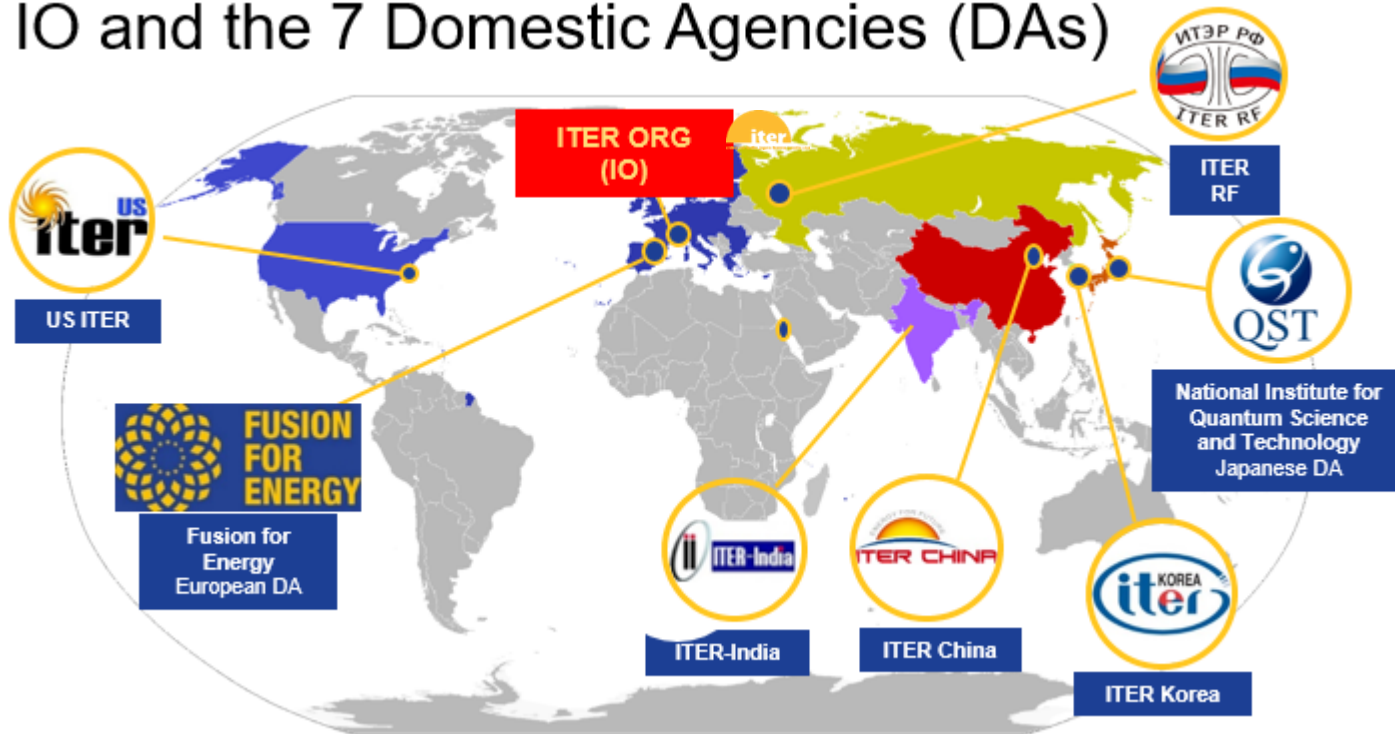 IO and the 7 Domestic Agencies (DAs)
ИТЭР РФ
ITER RF
ITER
RF
ITER ORG
(IO)
iter
US
iter
US ITER
QST
National Institute for
Quantum Science
and Technology
Japanese DA
FUSION
FOR
ENERGY
Fusion for
Energy
European DA
ITER-India
ITER-India
ENERGY FOR FUTURE
ITER CHINA
ITER China
KOREA
iter
ITER Korea